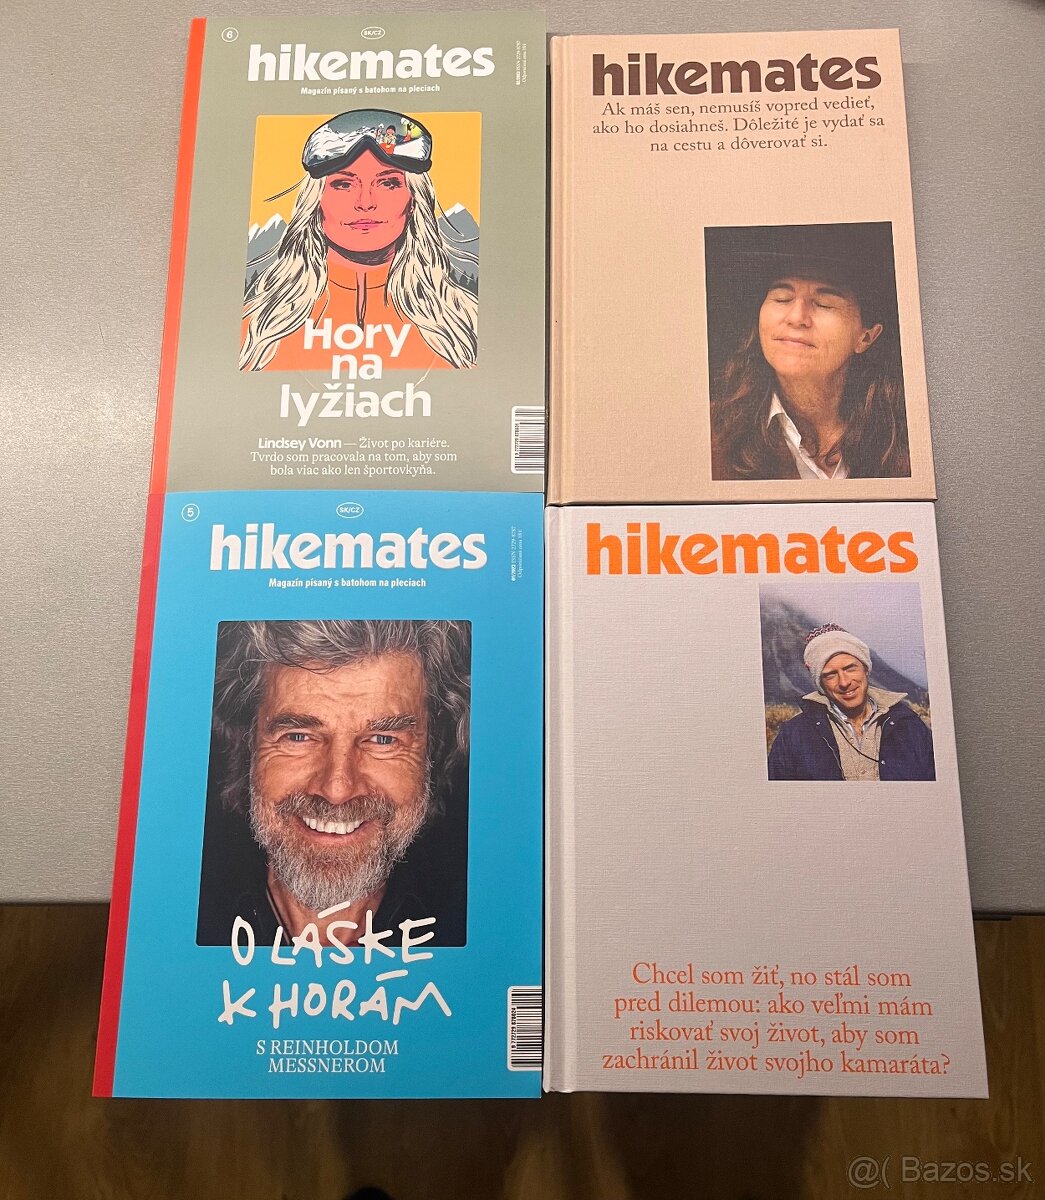 6
SK/CZ
hikemates
Magazín písaný s batohom na pleciach
Hory
na
lyžiach
Lindsey Vonn — Život po kariére.
Tvrdo som pracovala na tom, aby som
bola viac ako len športovkyňa.
hikemates
Ak máš sen, nemusíš vopred vedieť,
ako ho dosiahneš. Dôležité je vydať sa
na cestu a dôverovať si.
5
SK/CZ
hikemates
Magazín písaný s batohom na pleciach
O LÁSKE
K HORÁM
S REINHOLDOM
MESSNEROM
hikemates
Chcel som žiť, no stál som
pred dilemou: ako veľmi mám
riskovať svoj život, aby som
zachránil život svojho kamaráta?
@( Bazos.sk